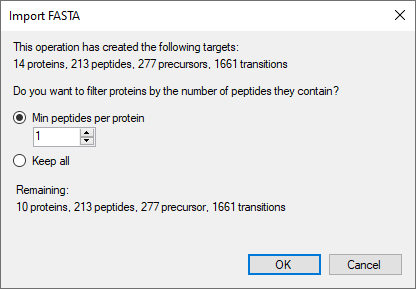 Import FASTA
This operation has created the following targets:
14 proteins, 213 peptides, 277 precursors, 1661 transitions
Do you want to filter proteins by the number of peptides they contain?
Min peptides per protein
1
Keep all
Remaining:
10 proteins, 213 peptides, 277 precursor, 1661 transitions
OK Cancel